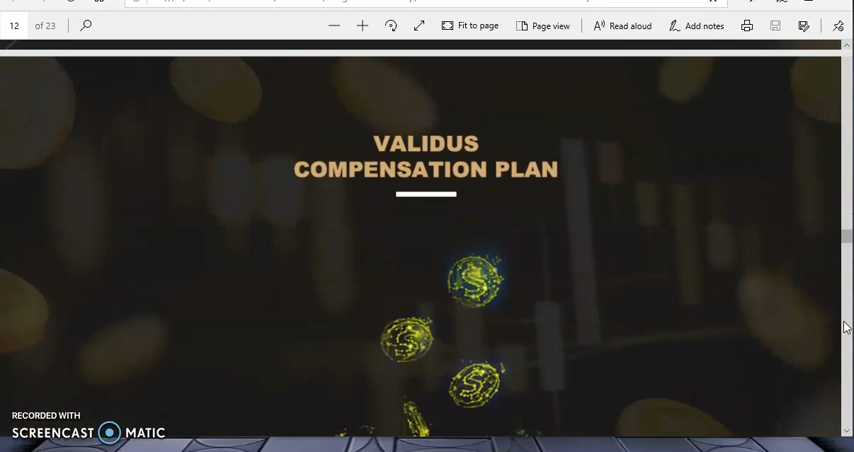 12 of 23
Fit to page
Page view
Read aloud
Add notes
VALIDUS
COMPENSATION PLAN
RECORDED WITH
SCREENCAST MATIC